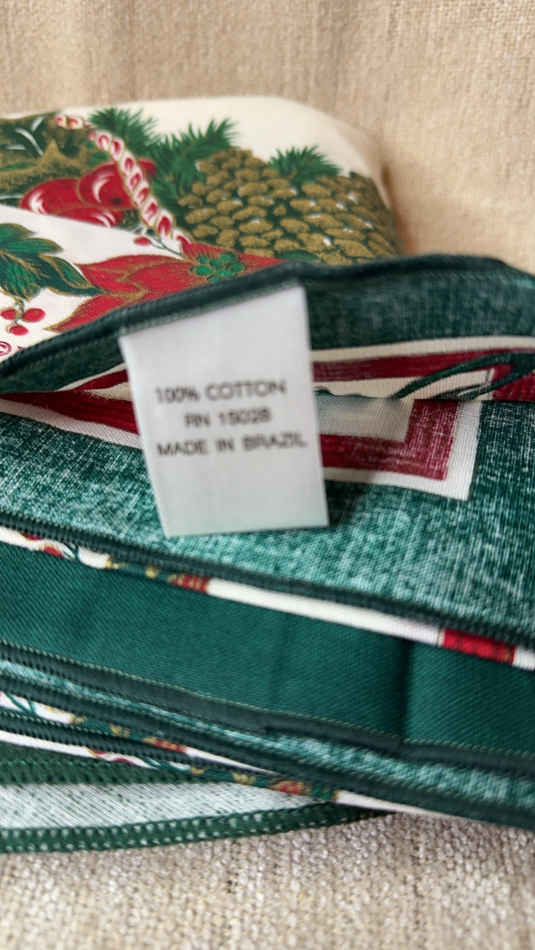 100% COTTON
RN 15028
MADE IN BRAZIL
©